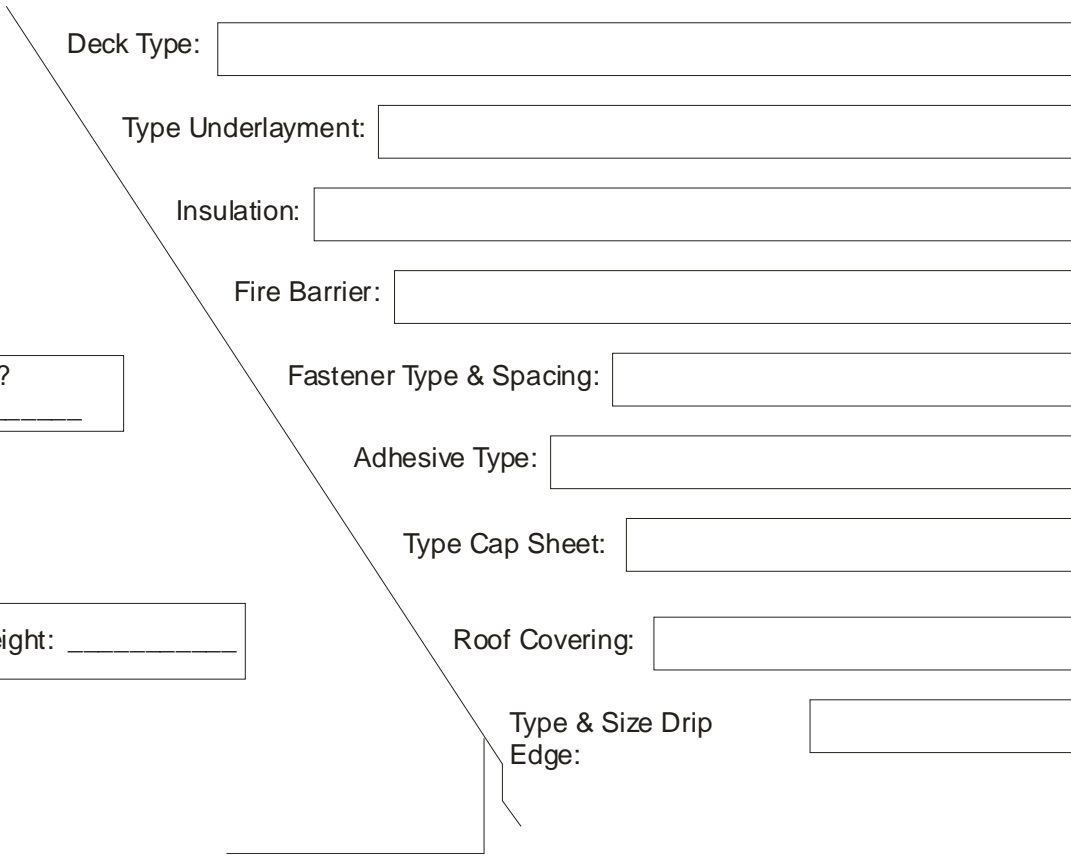 Deck Type:
Type Underlayment:
Insulation:
Fire Barrier:
?
Fastener Type & Spacing:
______
Adhesive Type:
Type Cap Sheet:
eight: ___________
Roof Covering:
Type & Size Drip
Edge: